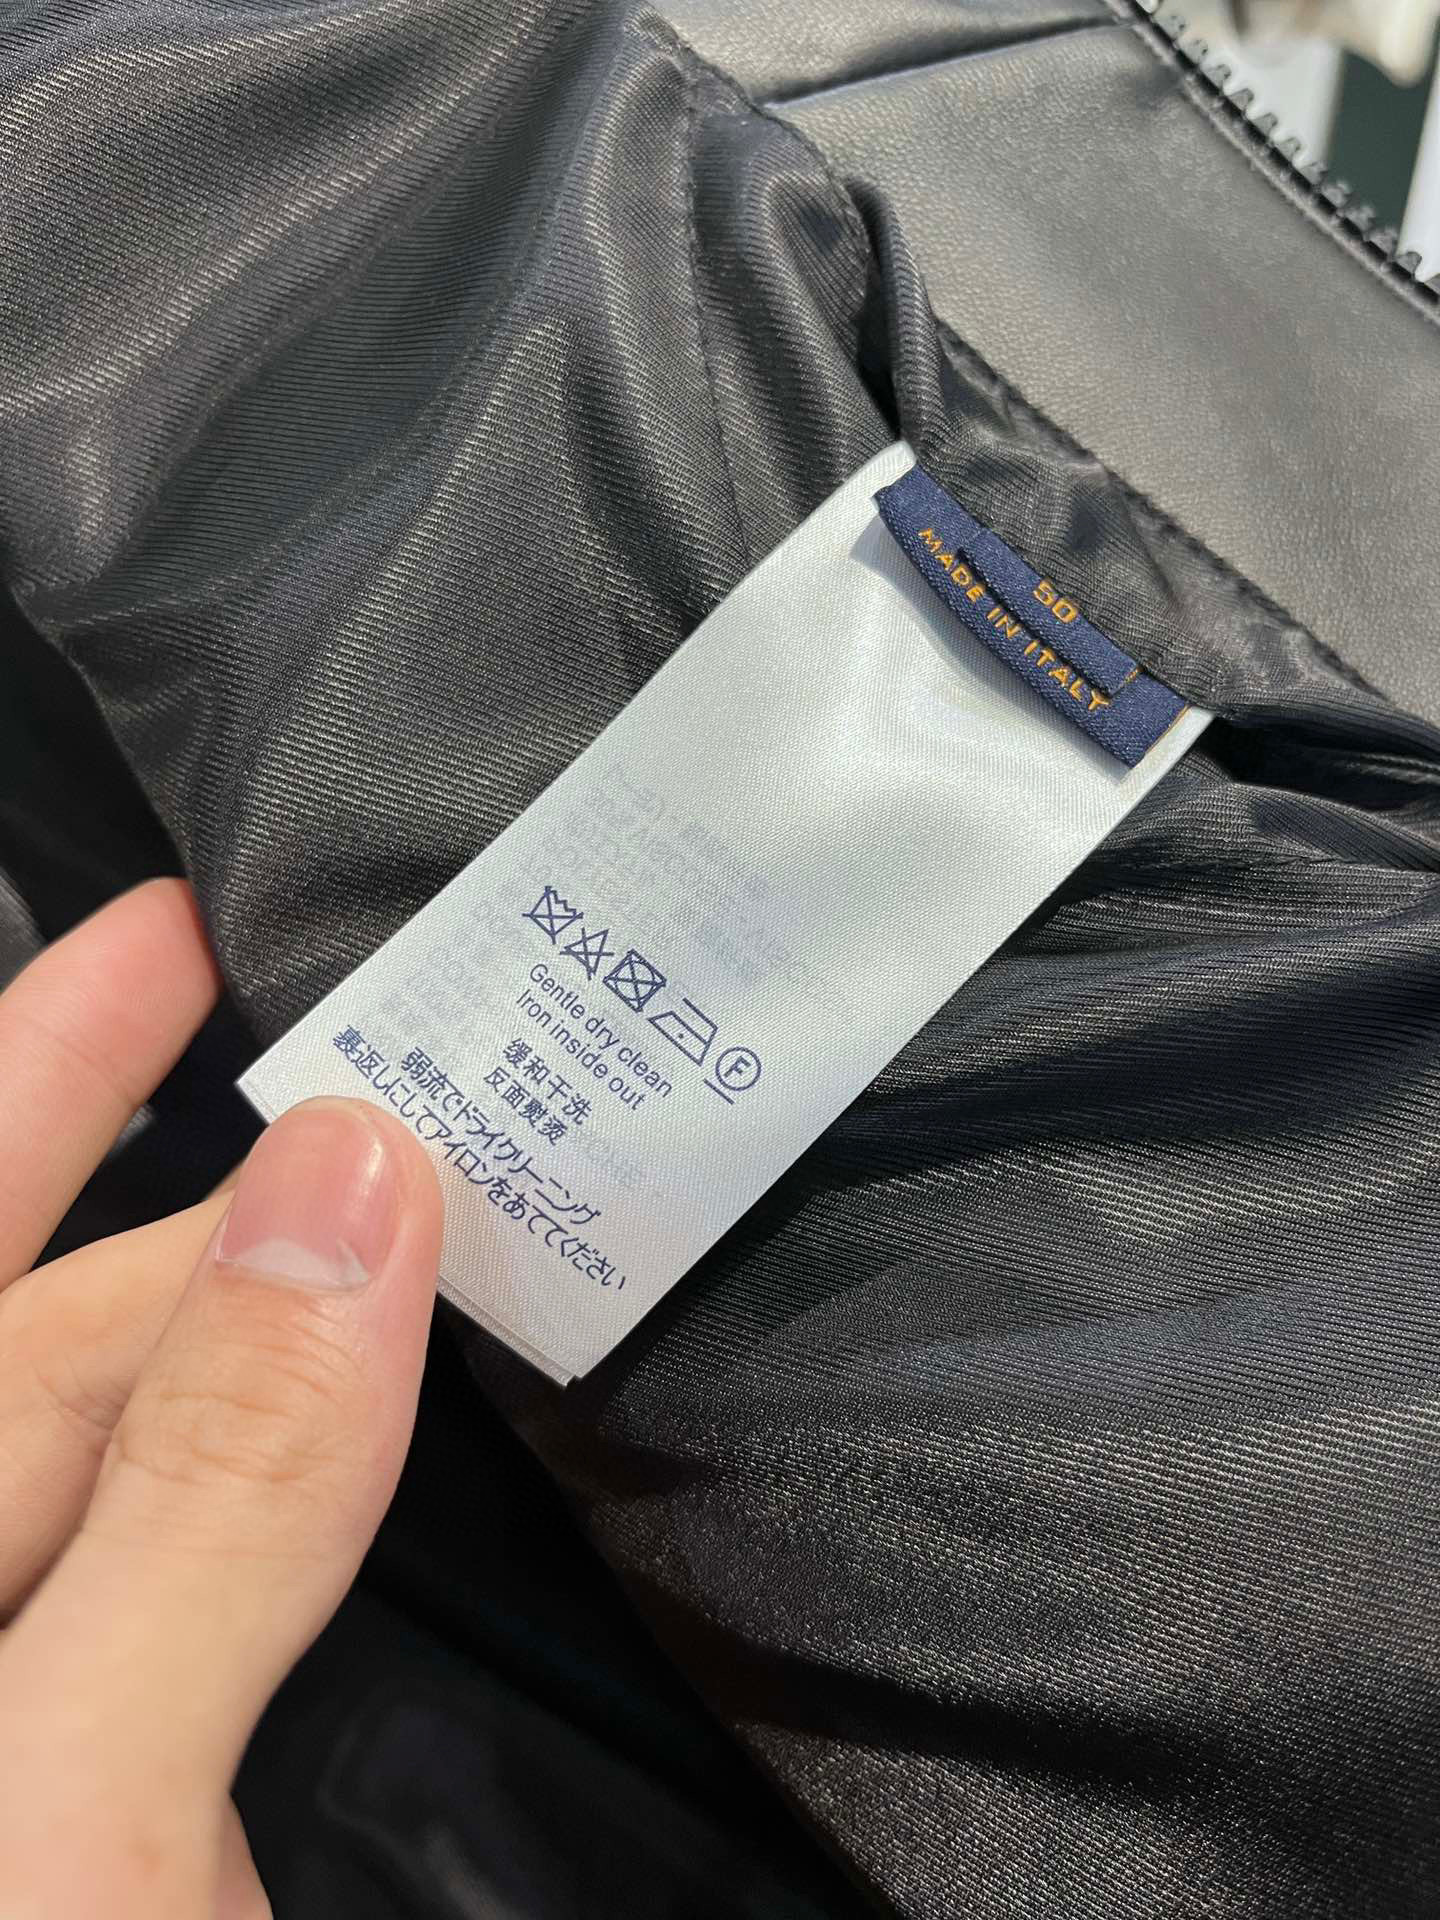 50
MADE IN ITALY
F
Gentle dry clean
Iron inside out
缓和干洗
反面熨烫
弱流でドライクリーニング
裏返しにしてアイロンをあててください